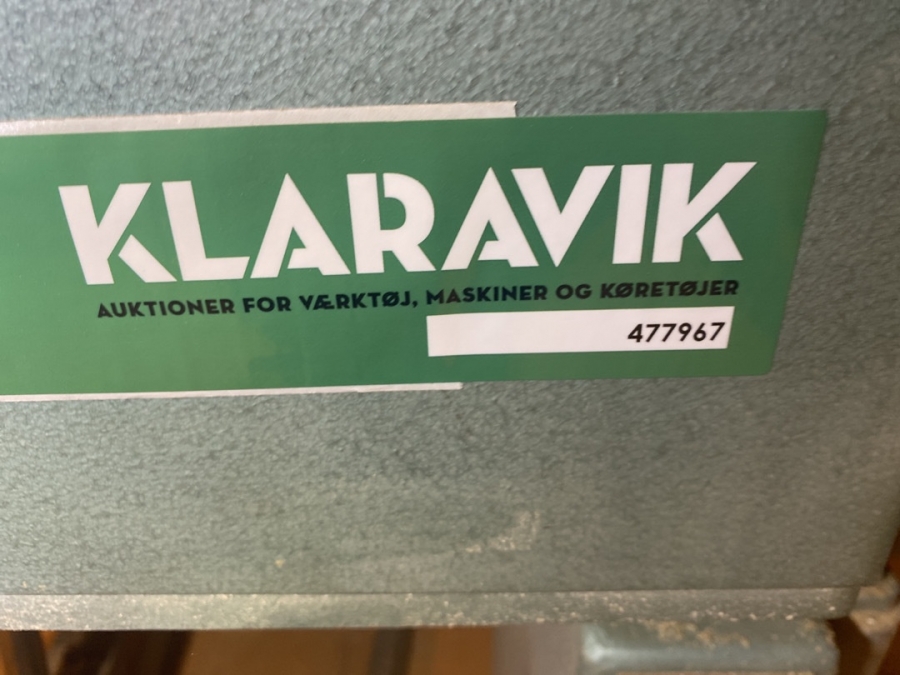 KLARAVIK
AUKTIONER FOR VÆRKTØJ, MASKINER OG KØRETØJER
477967